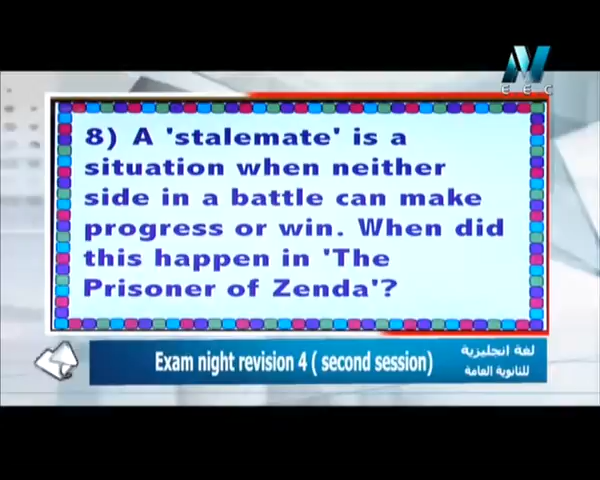 EEC
8) A 'stalemate' is a
situation when neither
side in a battle can make
progress or win. When did
this happen in 'The
Prisoner of Zenda'?
Exam night revision 4 ( second session)
لغة انجليزية
للثانوية العامة